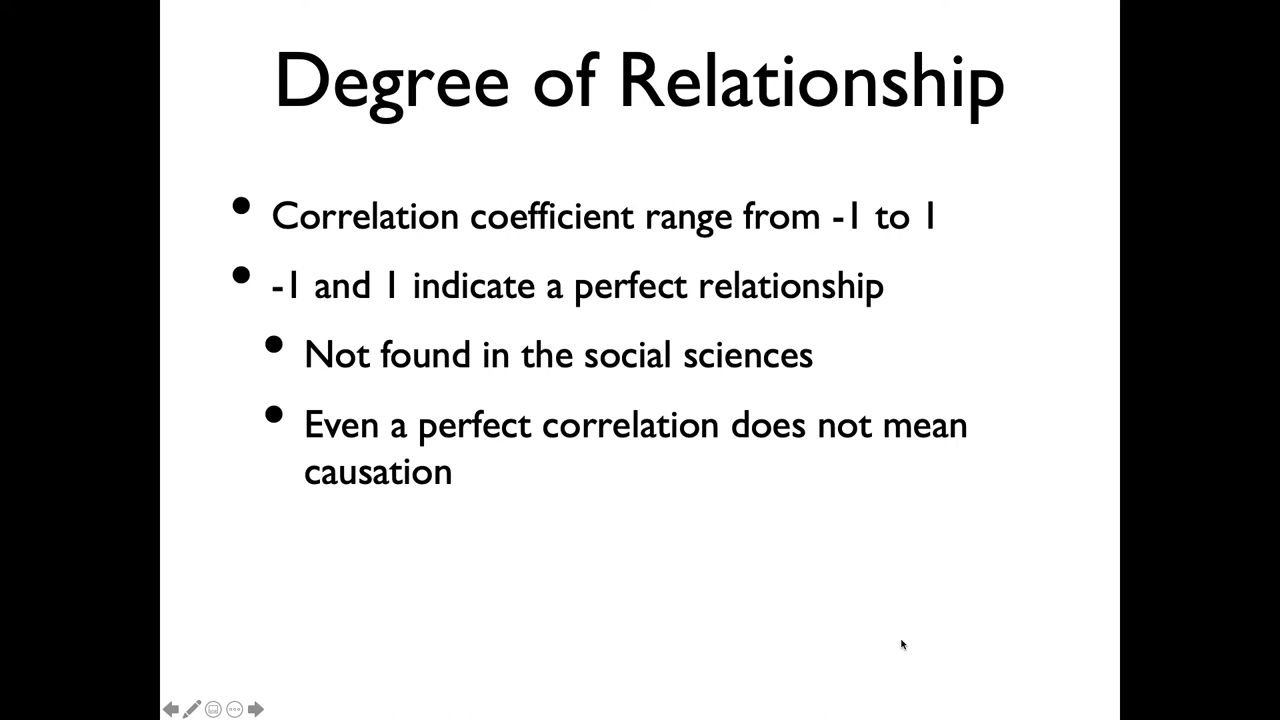 Degree of Relationship
• Correlation coefficient range from -1 to 1
• -1 and 1 indicate a perfect relationship
• Not found in the social sciences
• Even a perfect correlation does not mean
causation